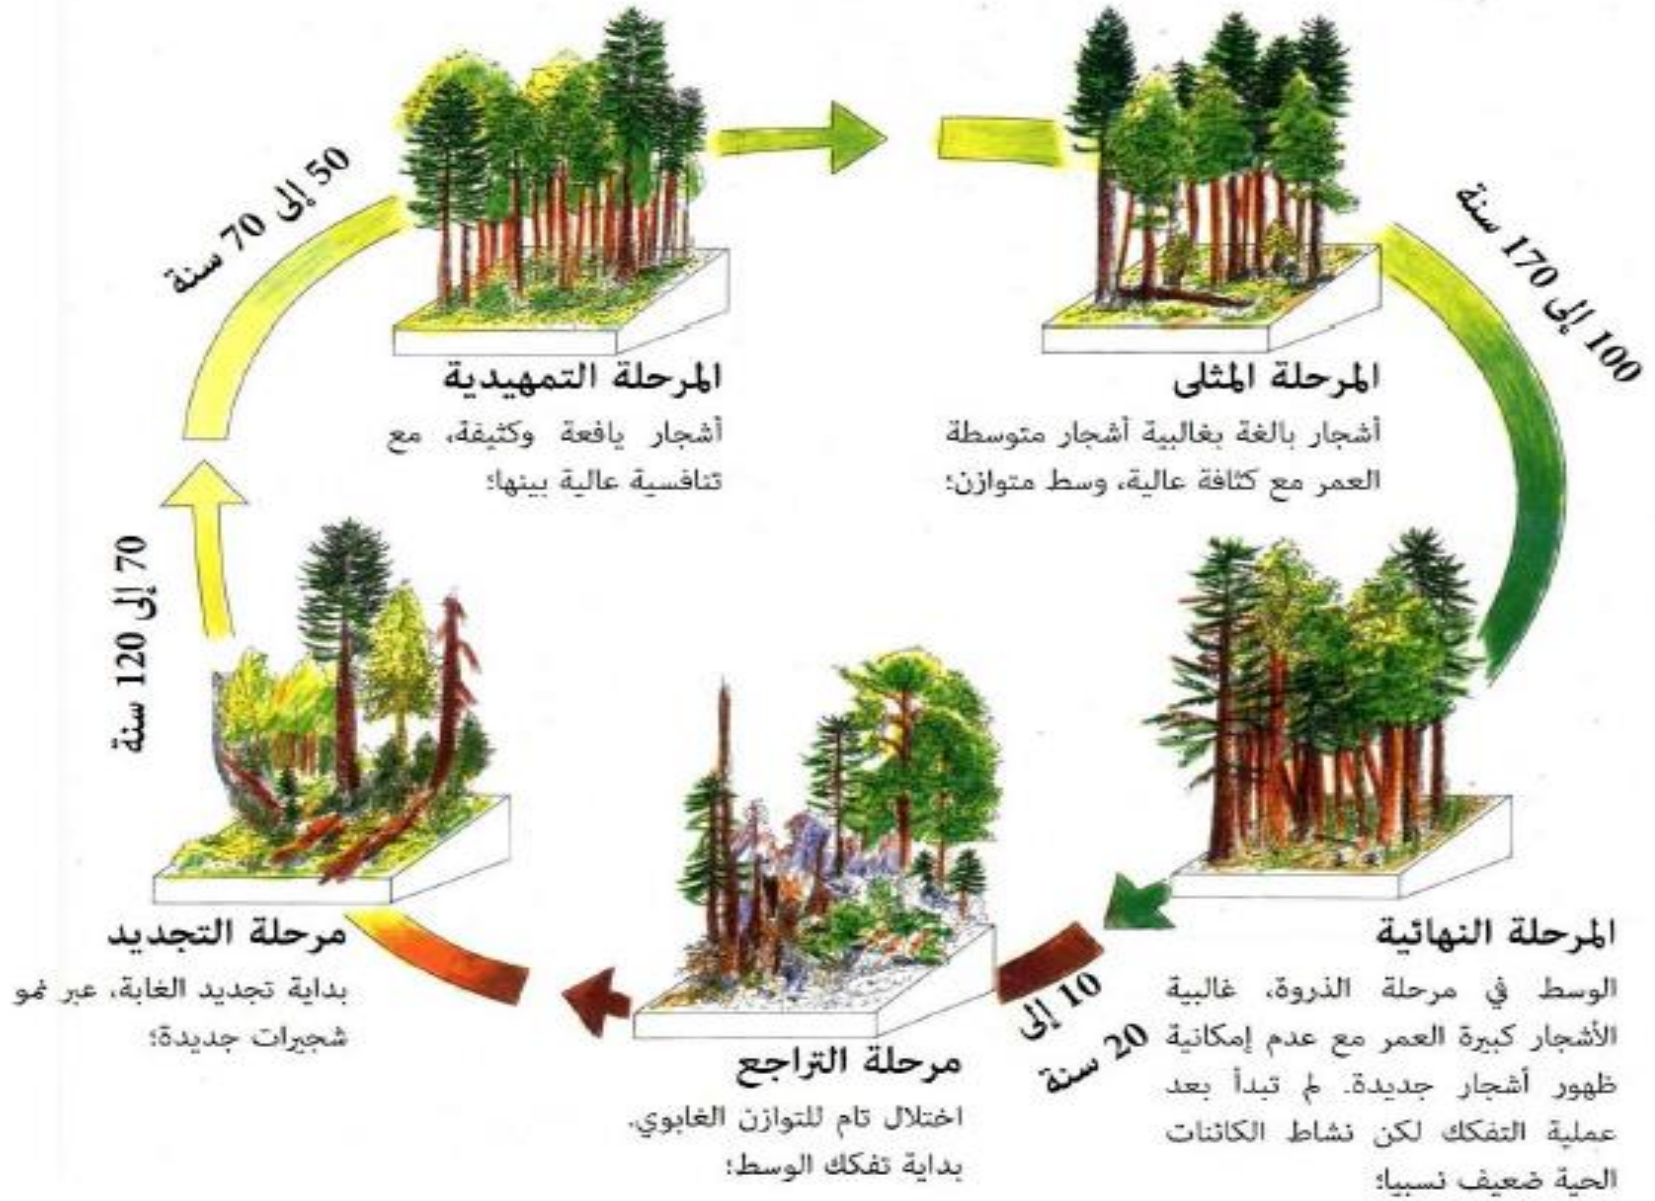 50 إلى 70 سنة
المرحلة التمهيدية
أشجار يافعة وكثيفة، مع
تنافسية عالية بينها؛
المرحلة المثلى
أشجار بالغة بغالبية أشجار متوسطة
العمر مع كثافة عالية، وسط متوازن؛
100 إلى 170 سنة
المرحلة النهائية
الوسط في مرحلة الذروة، غالبية
الأشجار كبيرة العمر مع عدم إمكانية
ظهور أشجار جديدة. لم تبدأ بعد
عملية التفكك لكن نشاط الكائنات
الحية ضعيف نسبيا؛
10 إلى
20 سنة
مرحلة التراجع
اختلال تام للتوازن الغابوي.
بداية تفكك الوسط؛
مرحلة التجديد
بداية تجديد الغابة، عبر نمو
شجيرات جديدة؛
70 إلى 120 سنة